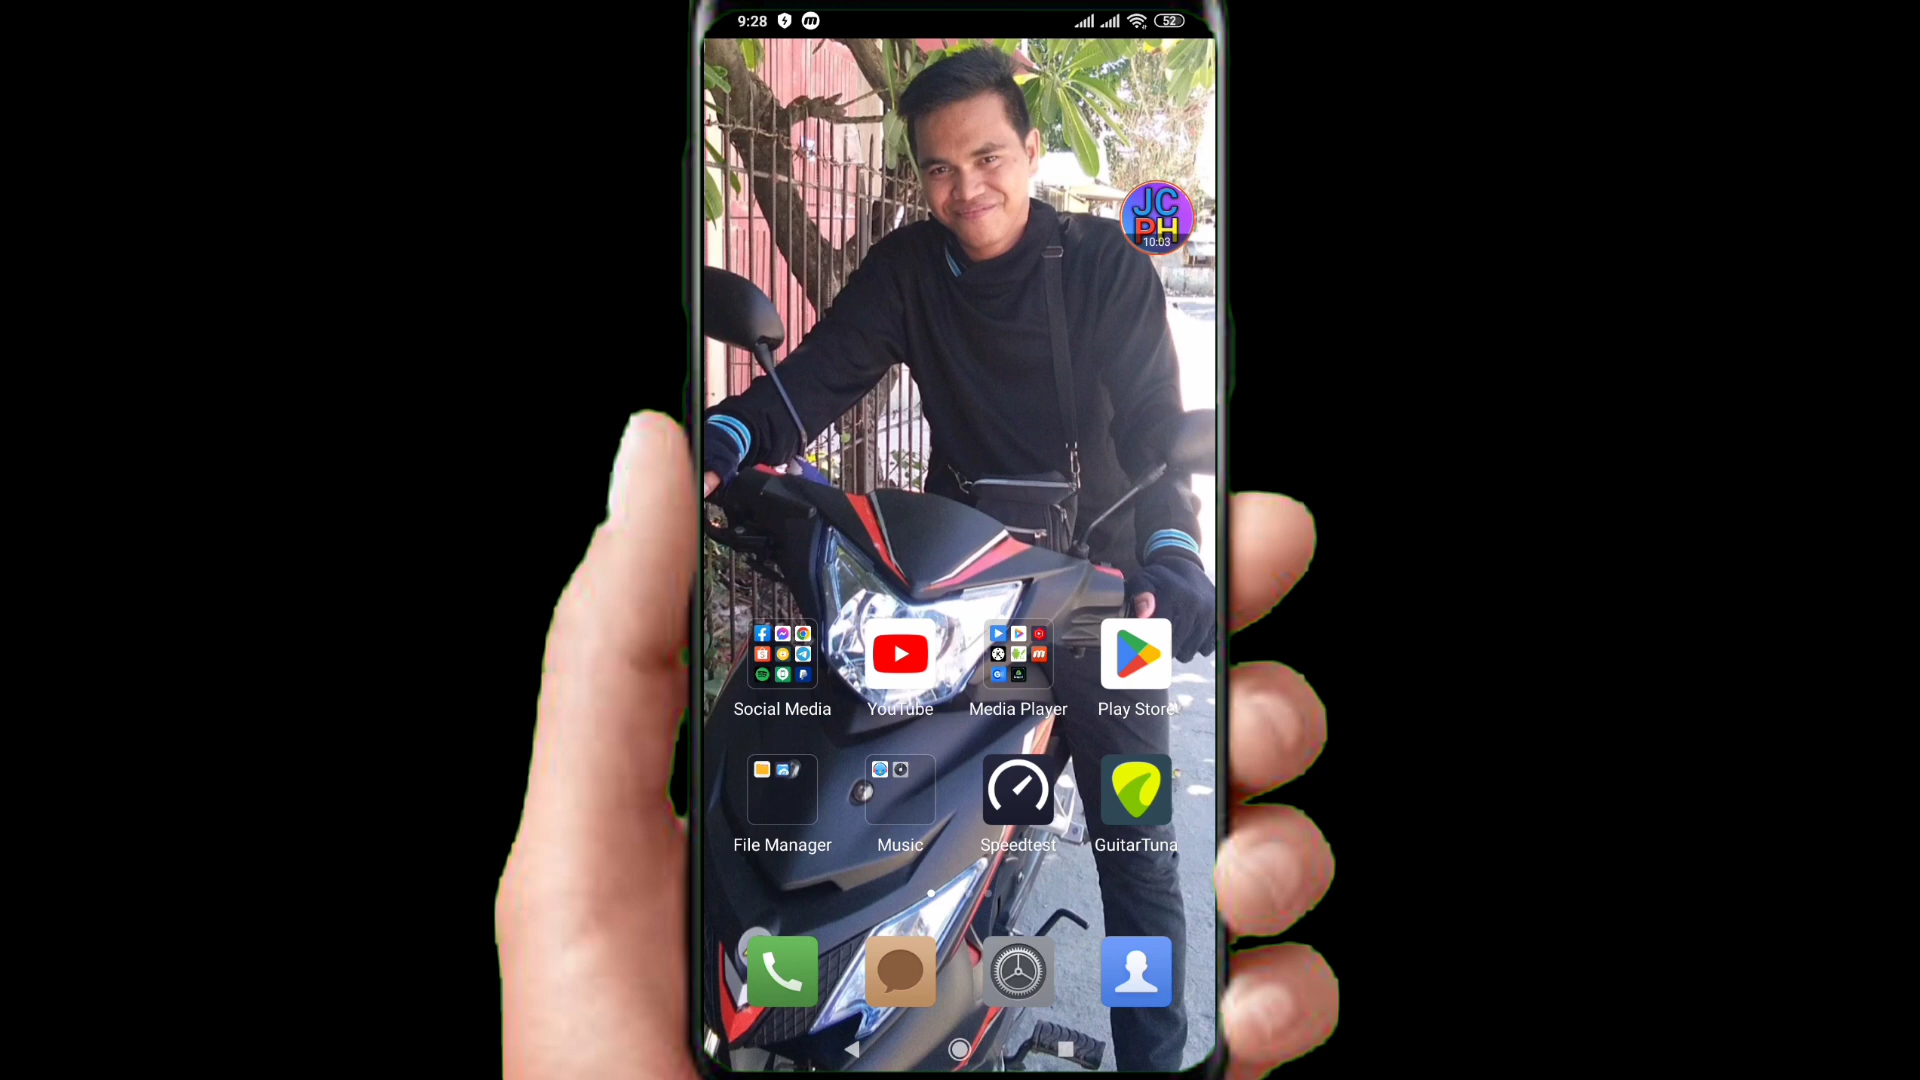 9:28 52
JC
PH
10:03
Social Media YouTube Media Player Play Store
File Manager Music Speedtest GuitarTuna